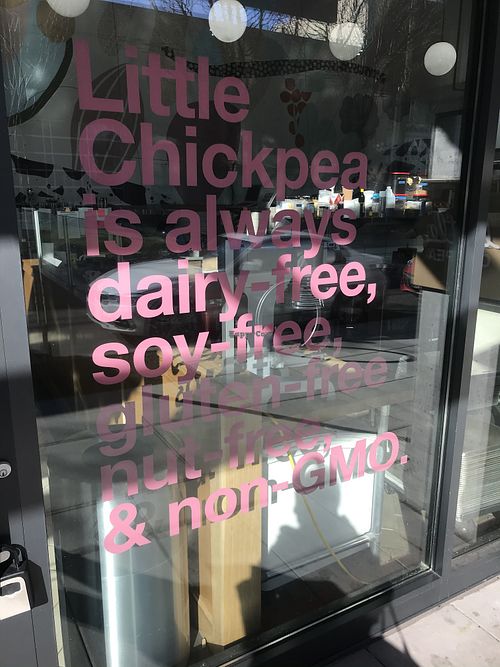 Little
Chickpea
is always
dairy-free,
soy-free,
gluten-free
nut-free,
& non-GMO.